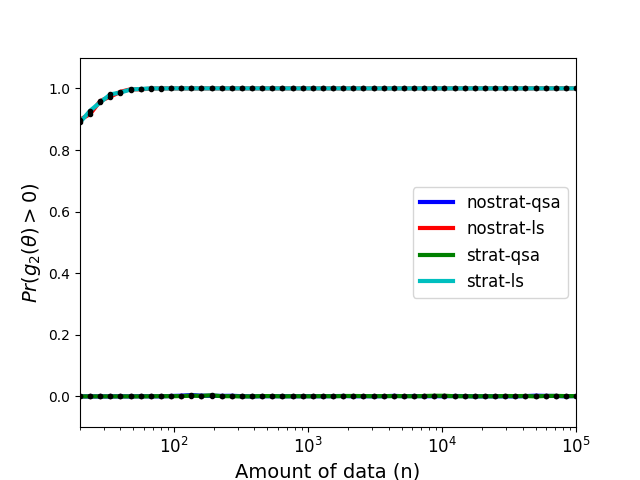 1.0
0.8
0.6
0.4
0.2
0.0
Pr(g₂(θ) > 0)
nostrat-qsa
nostrat-ls
strat-qsa
strat-ls
10² 10³ 10⁴ 10⁵
Amount of data (n)